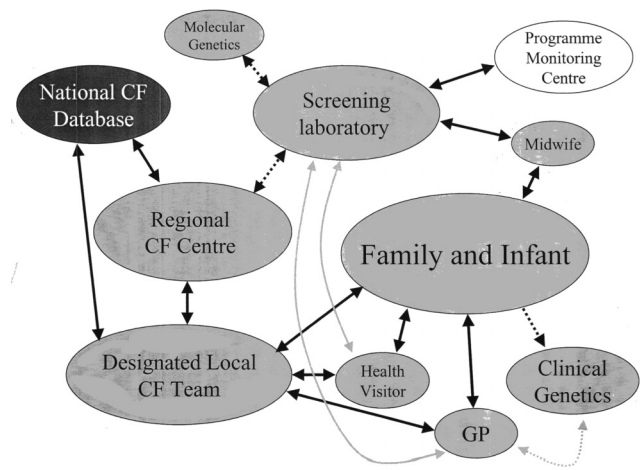 Molecular
Genetics
Programme
Monitoring
Centre
National CF
Database
Screening
laboratory
Midwife
Regional
CF Centre
Family and Infant
Designated Local
CF Team
Health
Visitor
Clinical
Genetics
GP